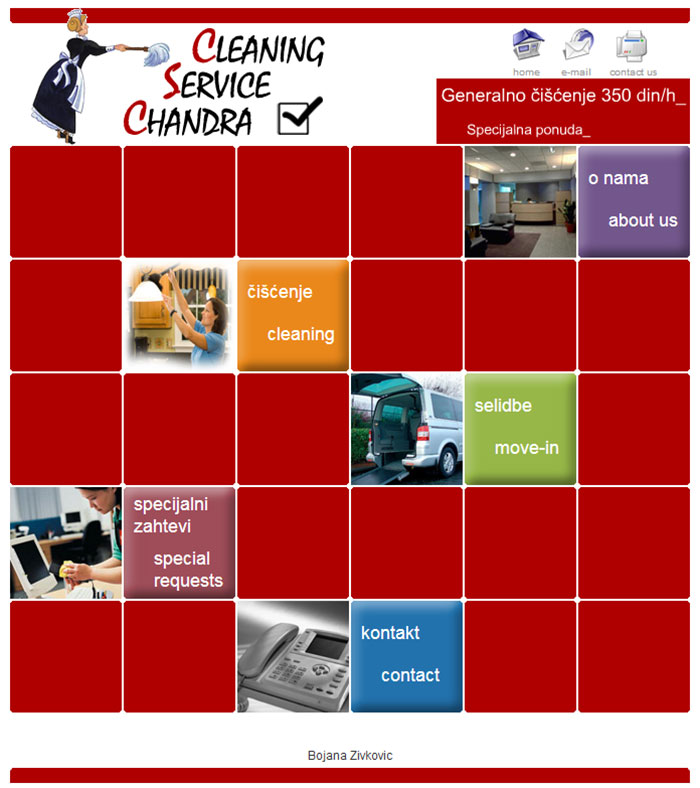 CLEANING
SERVICE
CHANDRA
home
e-mail
contact us
Generalno čišćenje 350 din/h_
Specijalna ponuda_
o nama
about us
čišćenje
cleaning
selidbe
move-in
specijalni
zahtevi
special
requests
kontakt
contact
Bojana Zivkovic